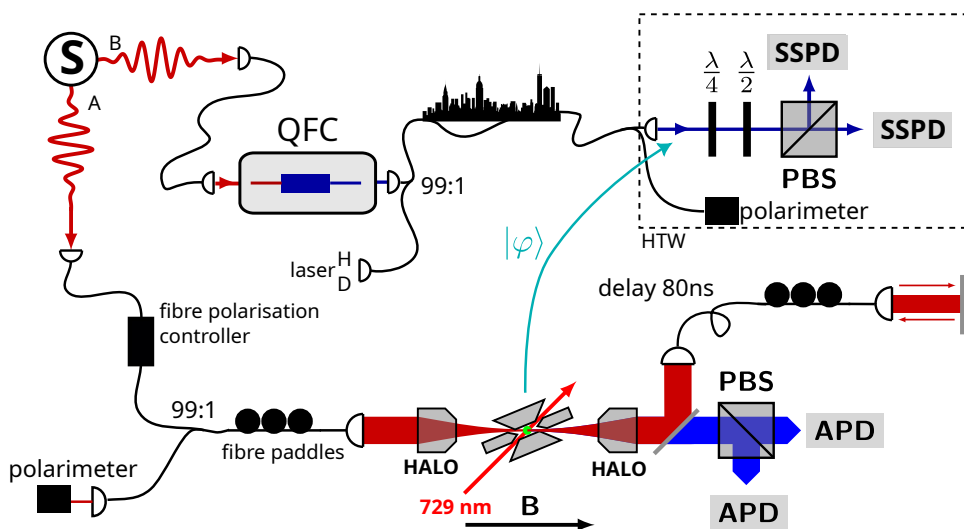 S
B
A
QFC
99:1
laser
H
D
λ/4
λ/2
SSPD
SSPD
PBS
polarimeter
HTW
|φ⟩
delay 80ns
fibre polarisation
controller
99:1
fibre paddles
polarimeter
HALO
HALO
729 nm
B
PBS
APD
APD